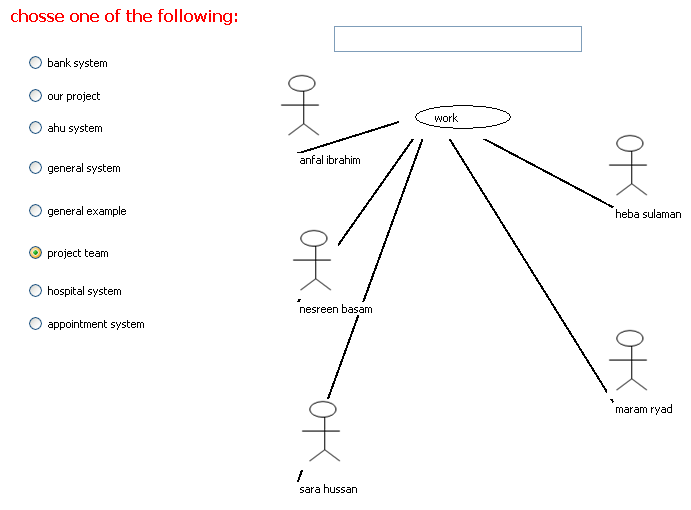 chosse one of the following:
bank system
our project
ahu system
general system
general example
project team
hospital system
appointment system
work
anfal ibrahim
heba sulaman
nesreen basam
maram ryad
sara hussan